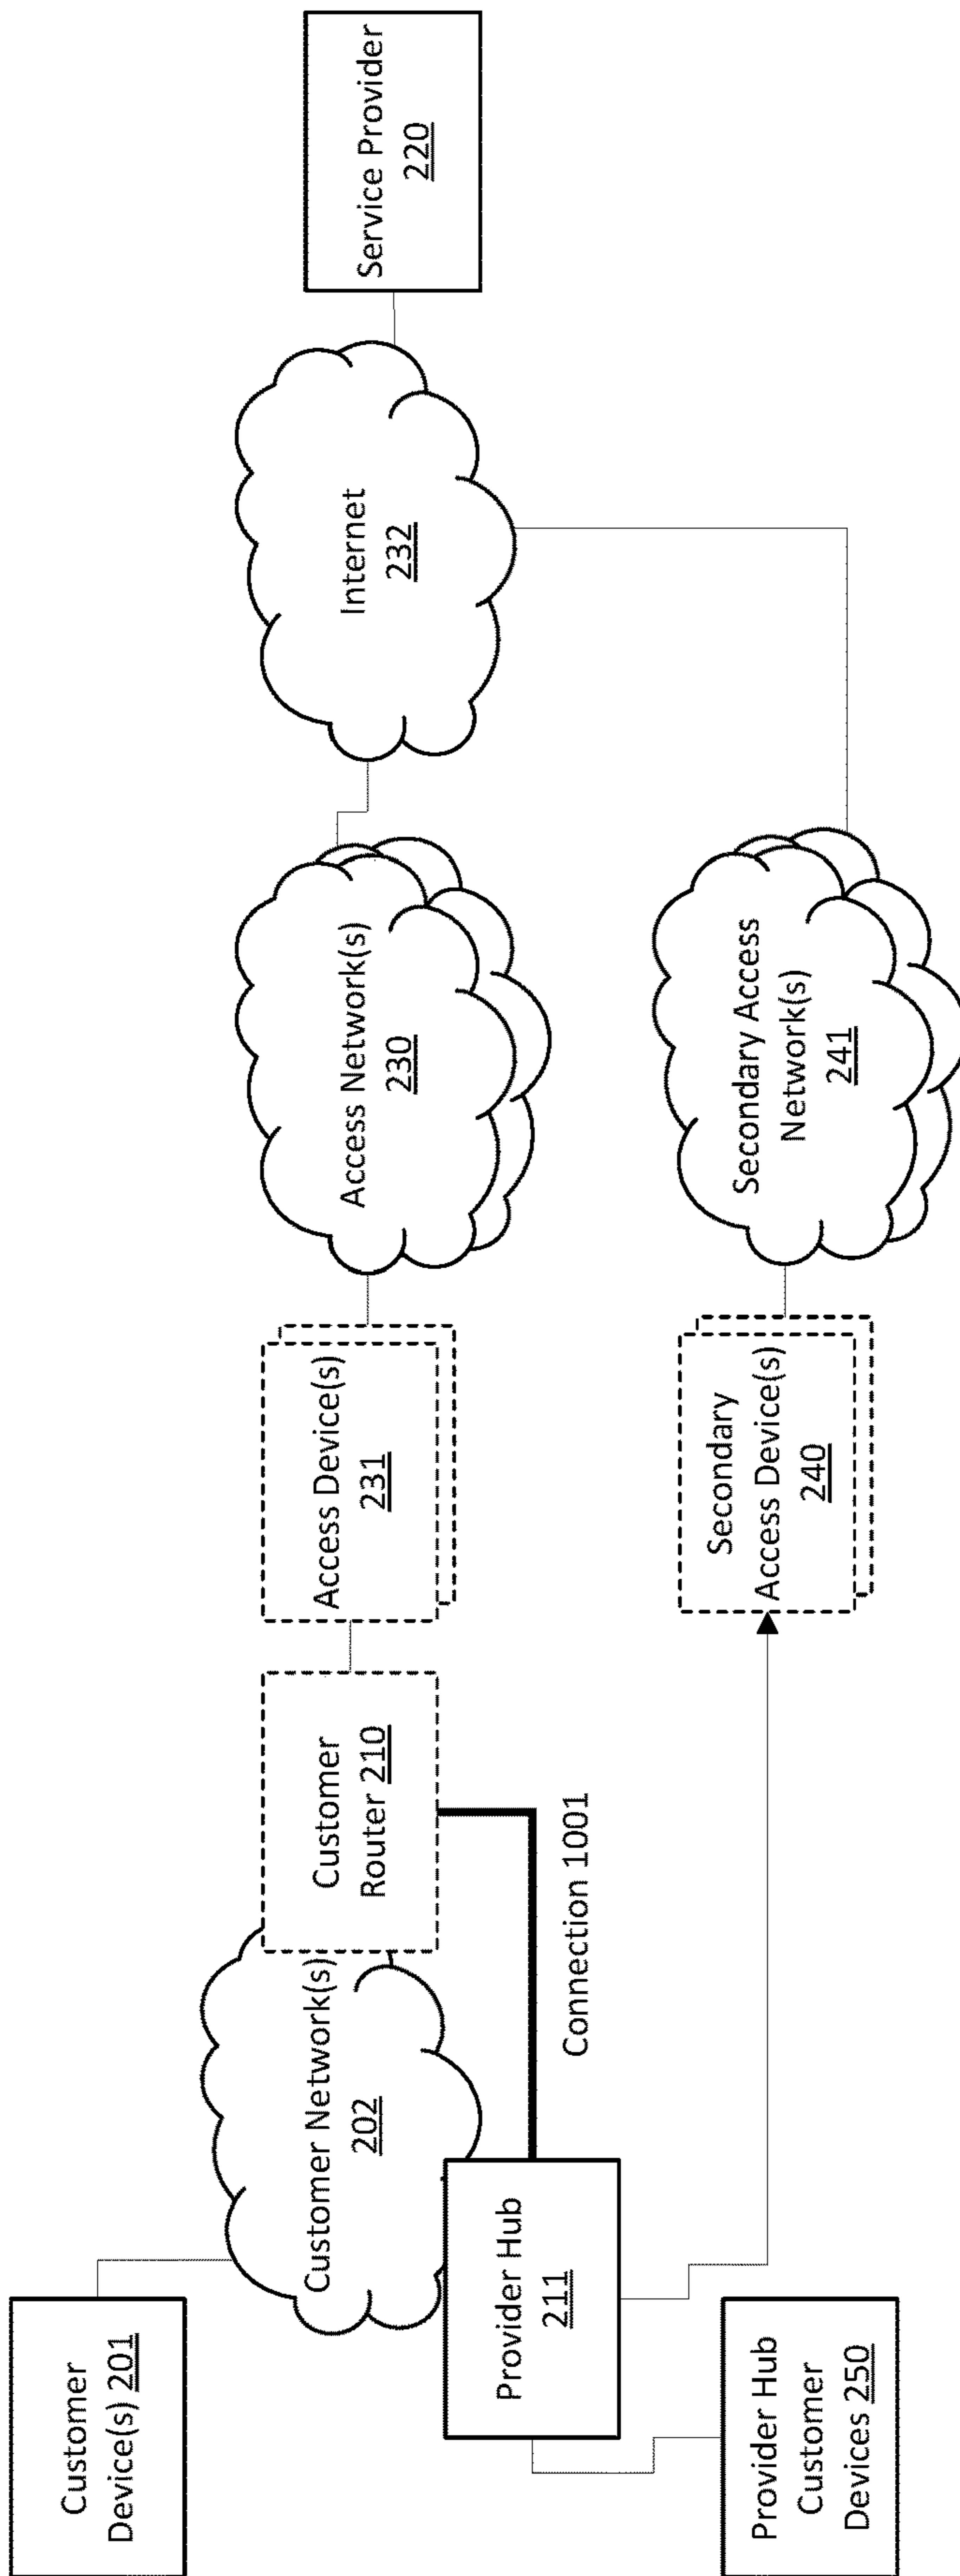 Customer
Device(s) 201
Customer Network(s)
202
Customer
Router 210
Access Device(s)
231
Access Network(s)
230
Internet
232
Service Provider
220
Provider Hub
211
Connection 1001
Provider Hub
Customer
Devices 250
Secondary
Access Device(s)
240
Secondary Access
Network(s)
241